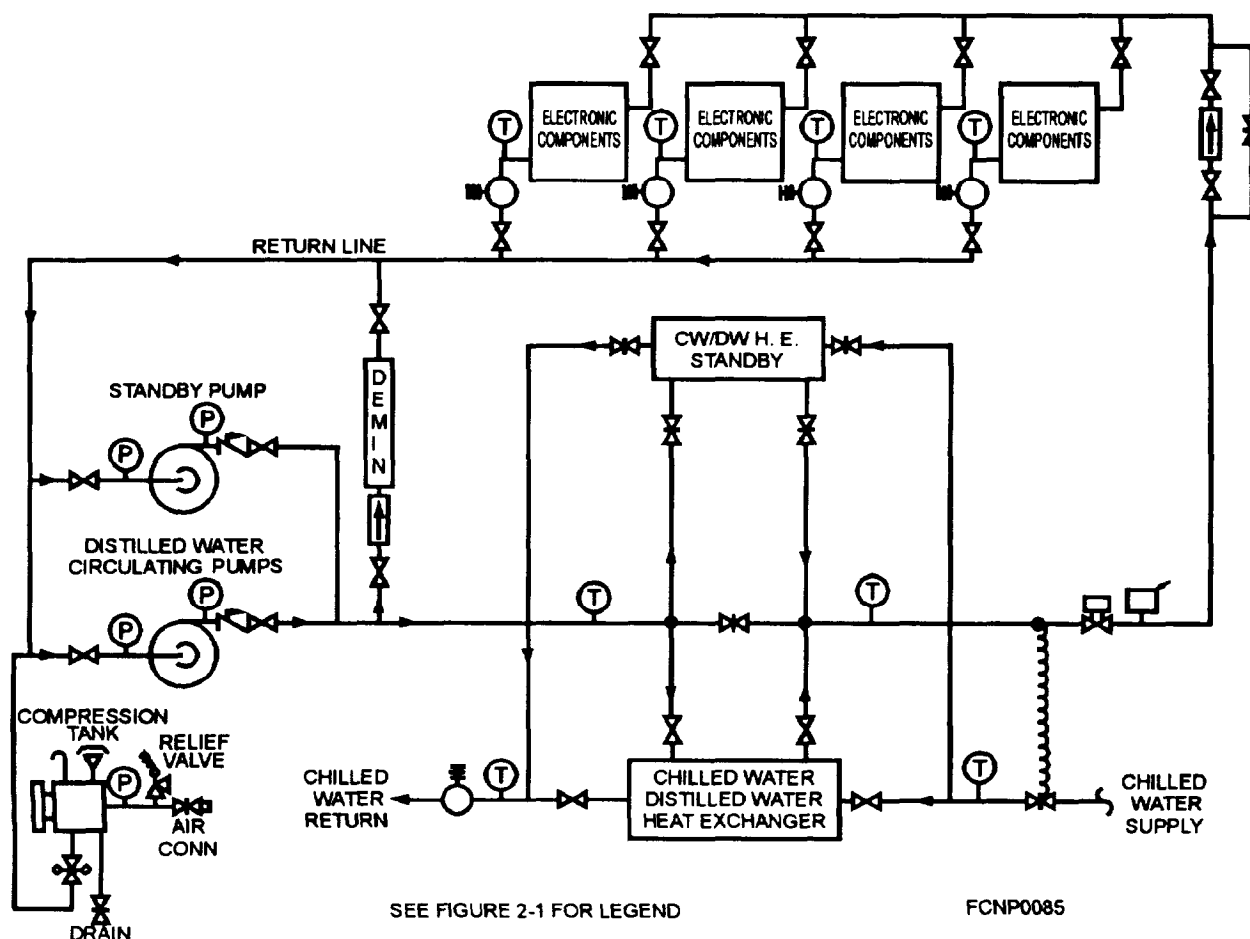 ELECTRONIC
COMPONENTS
ELECTRONIC
COMPONENTS
ELECTRONIC
COMPONENTS
ELECTRONIC
COMPONENTS
T
T
T
T
RETURN LINE
CW/DW H. E.
STANDBY
DEMIN
STANDBY PUMP
P
P
DISTILLED WATER
CIRCULATING PUMPS
P
P
T
T
COMPRESSION
TANK
RELIEF
VALVE
P
AIR
CONN
DRAIN
CHILLED
WATER
RETURN
T
CHILLED WATER
DISTILLED WATER
HEAT EXCHANGER
T
CHILLED
WATER
SUPPLY
SEE FIGURE 2-1 FOR LEGEND
FCNP0085